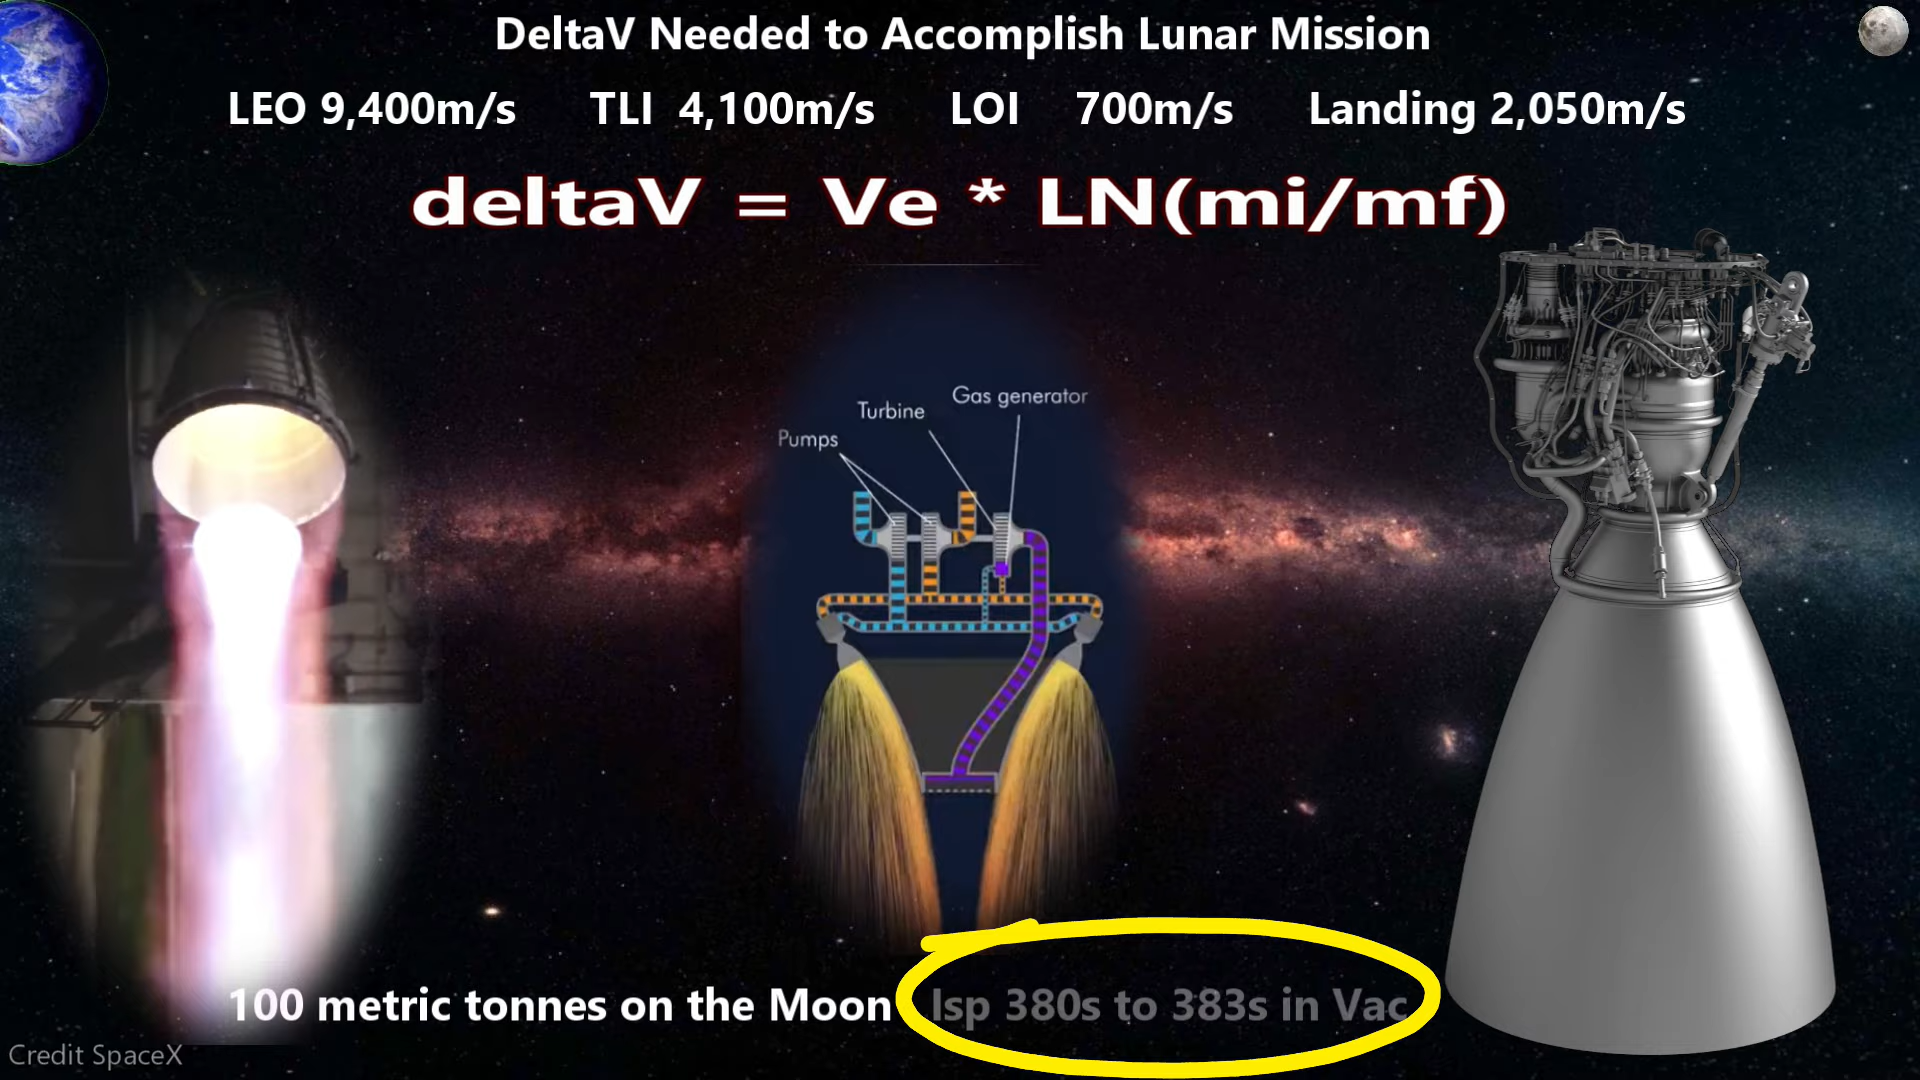 DeltaV Needed to Accomplish Lunar Mission
LEO 9,400m/s TLI 4,100m/s LOI 700m/s Landing 2,050m/s
deltaV = Ve * LN(mi/mf)
Gas generator
Turbine
Pumps
100 metric tonnes on the Moon Isp 380s to 383s in Vac
Credit SpaceX